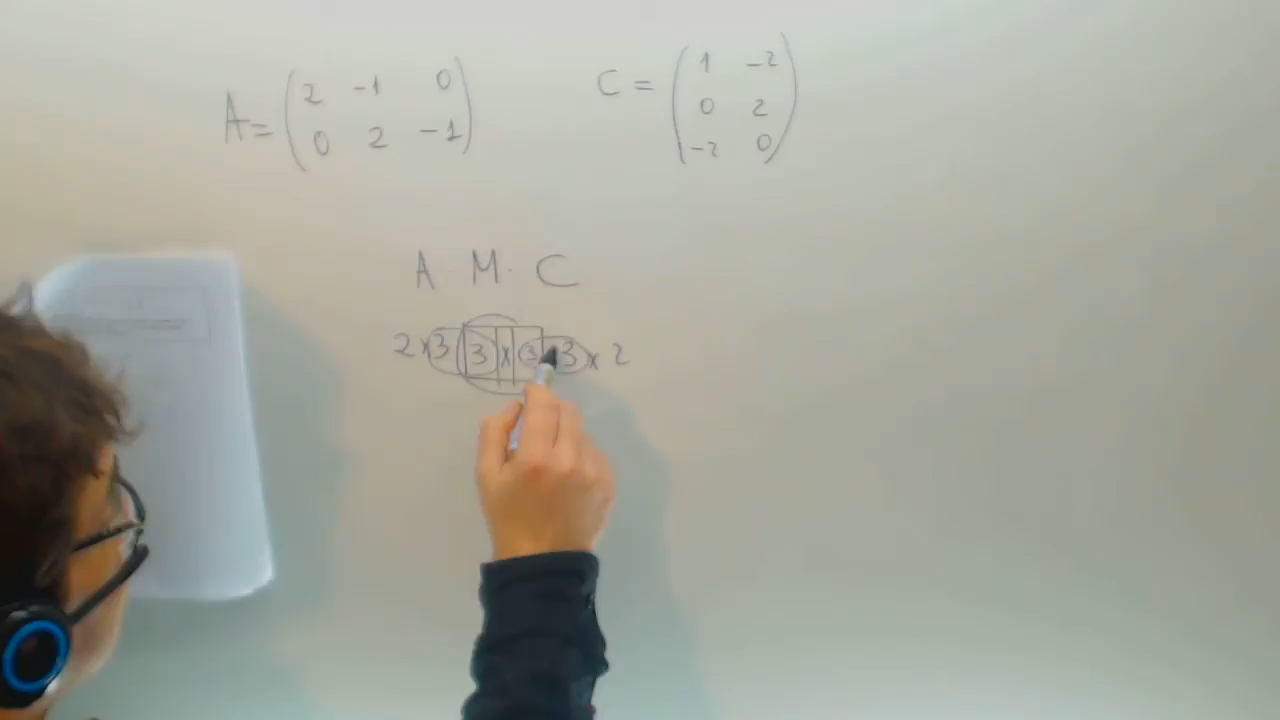 A = ( 2 -1 0
0 2 -1 )
C = ( 1 -2
0 2
-2 0 )
A M · C
2 x 3 3 x 3 3 x 2